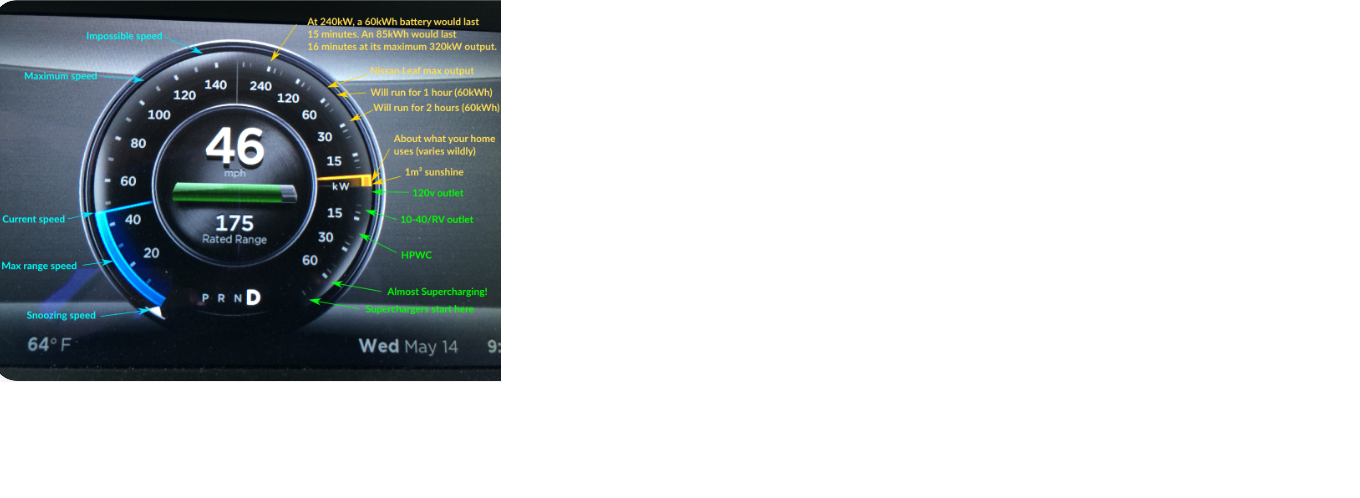 At 240kW, a 60kWh battery would last
15 minutes. An 85kWh would last
16 minutes at its maximum 320kW output.
Impossible speed
Maximum speed
Nissan Leaf max output
Will run for 1 hour (60kWh)
Will run for 2 hours (60kWh)
About what your home
uses (varies wildly)
1m² sunshine
120v outlet
10-40/RV outlet
HPWC
Almost Supercharging!
Superchargers start here
Current speed
Max range speed
Snoozing speed
140
120
100
80
60
40
20
240
120
60
30
15
kW
15
30
60
46
mph
175
Rated Range
P R N D
64° F
Wed May 14
9: